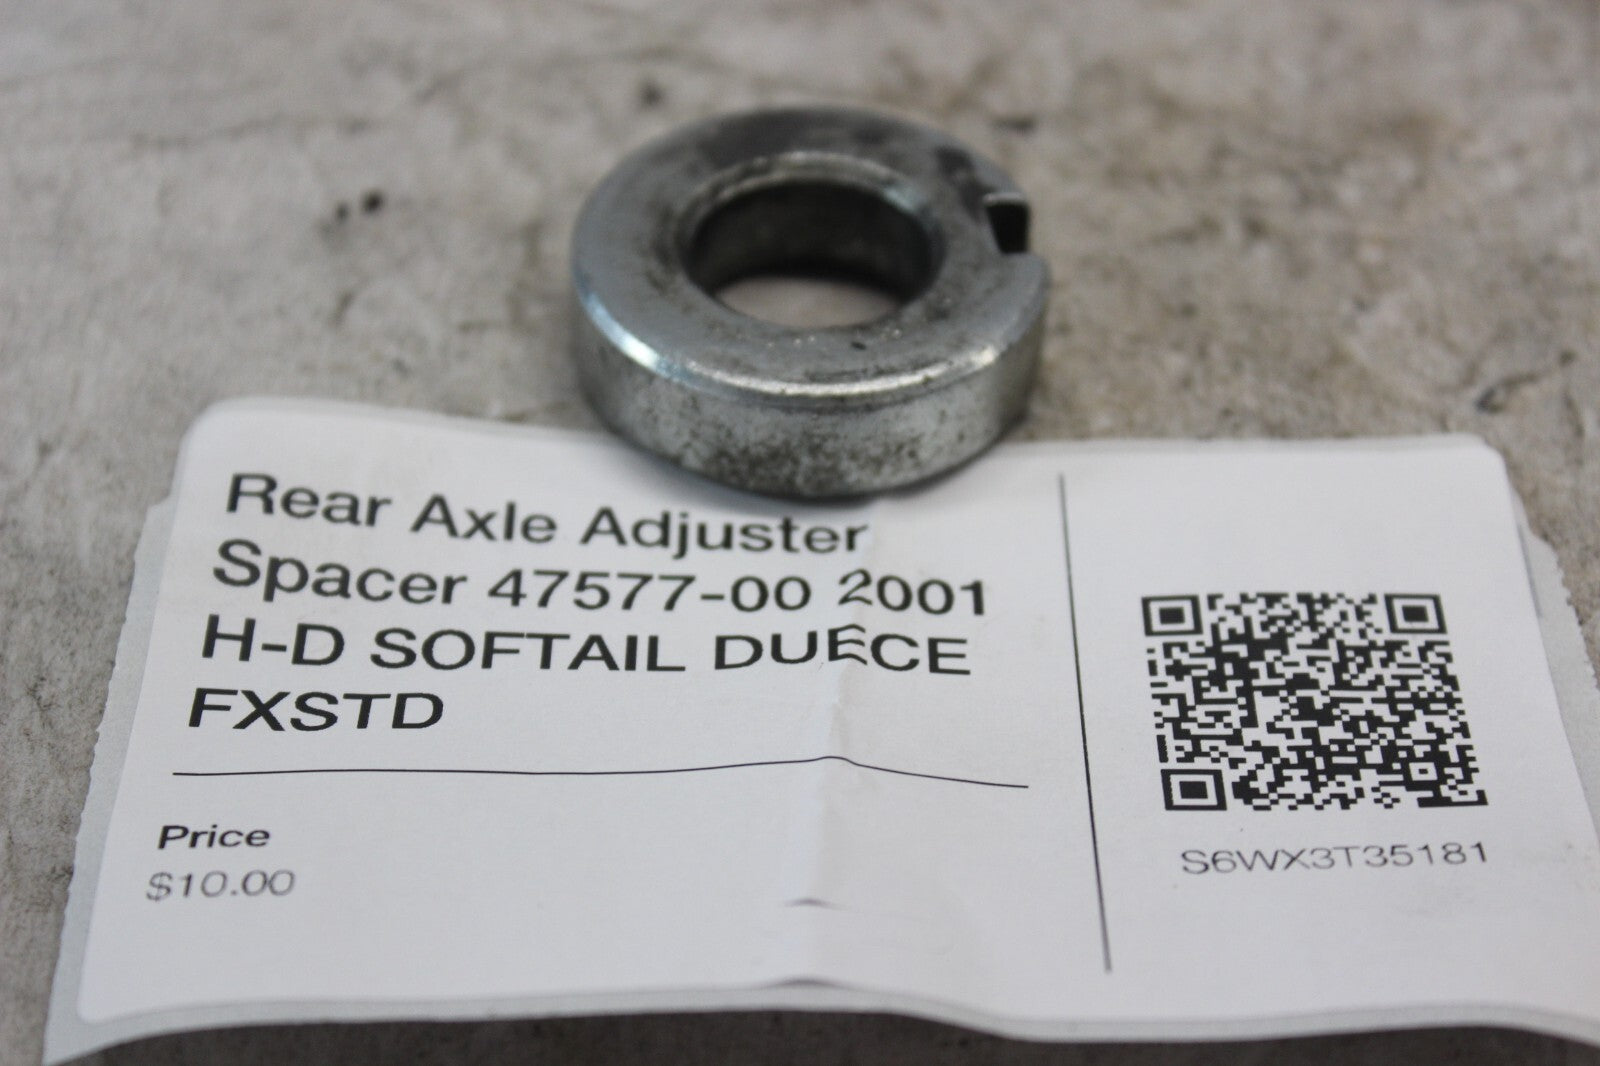 Rear Axle Adjuster
Spacer 47577-00 2001
H-D SOFTAIL DUECE
FXSTD
Price
$10.00
S6WX3T35181